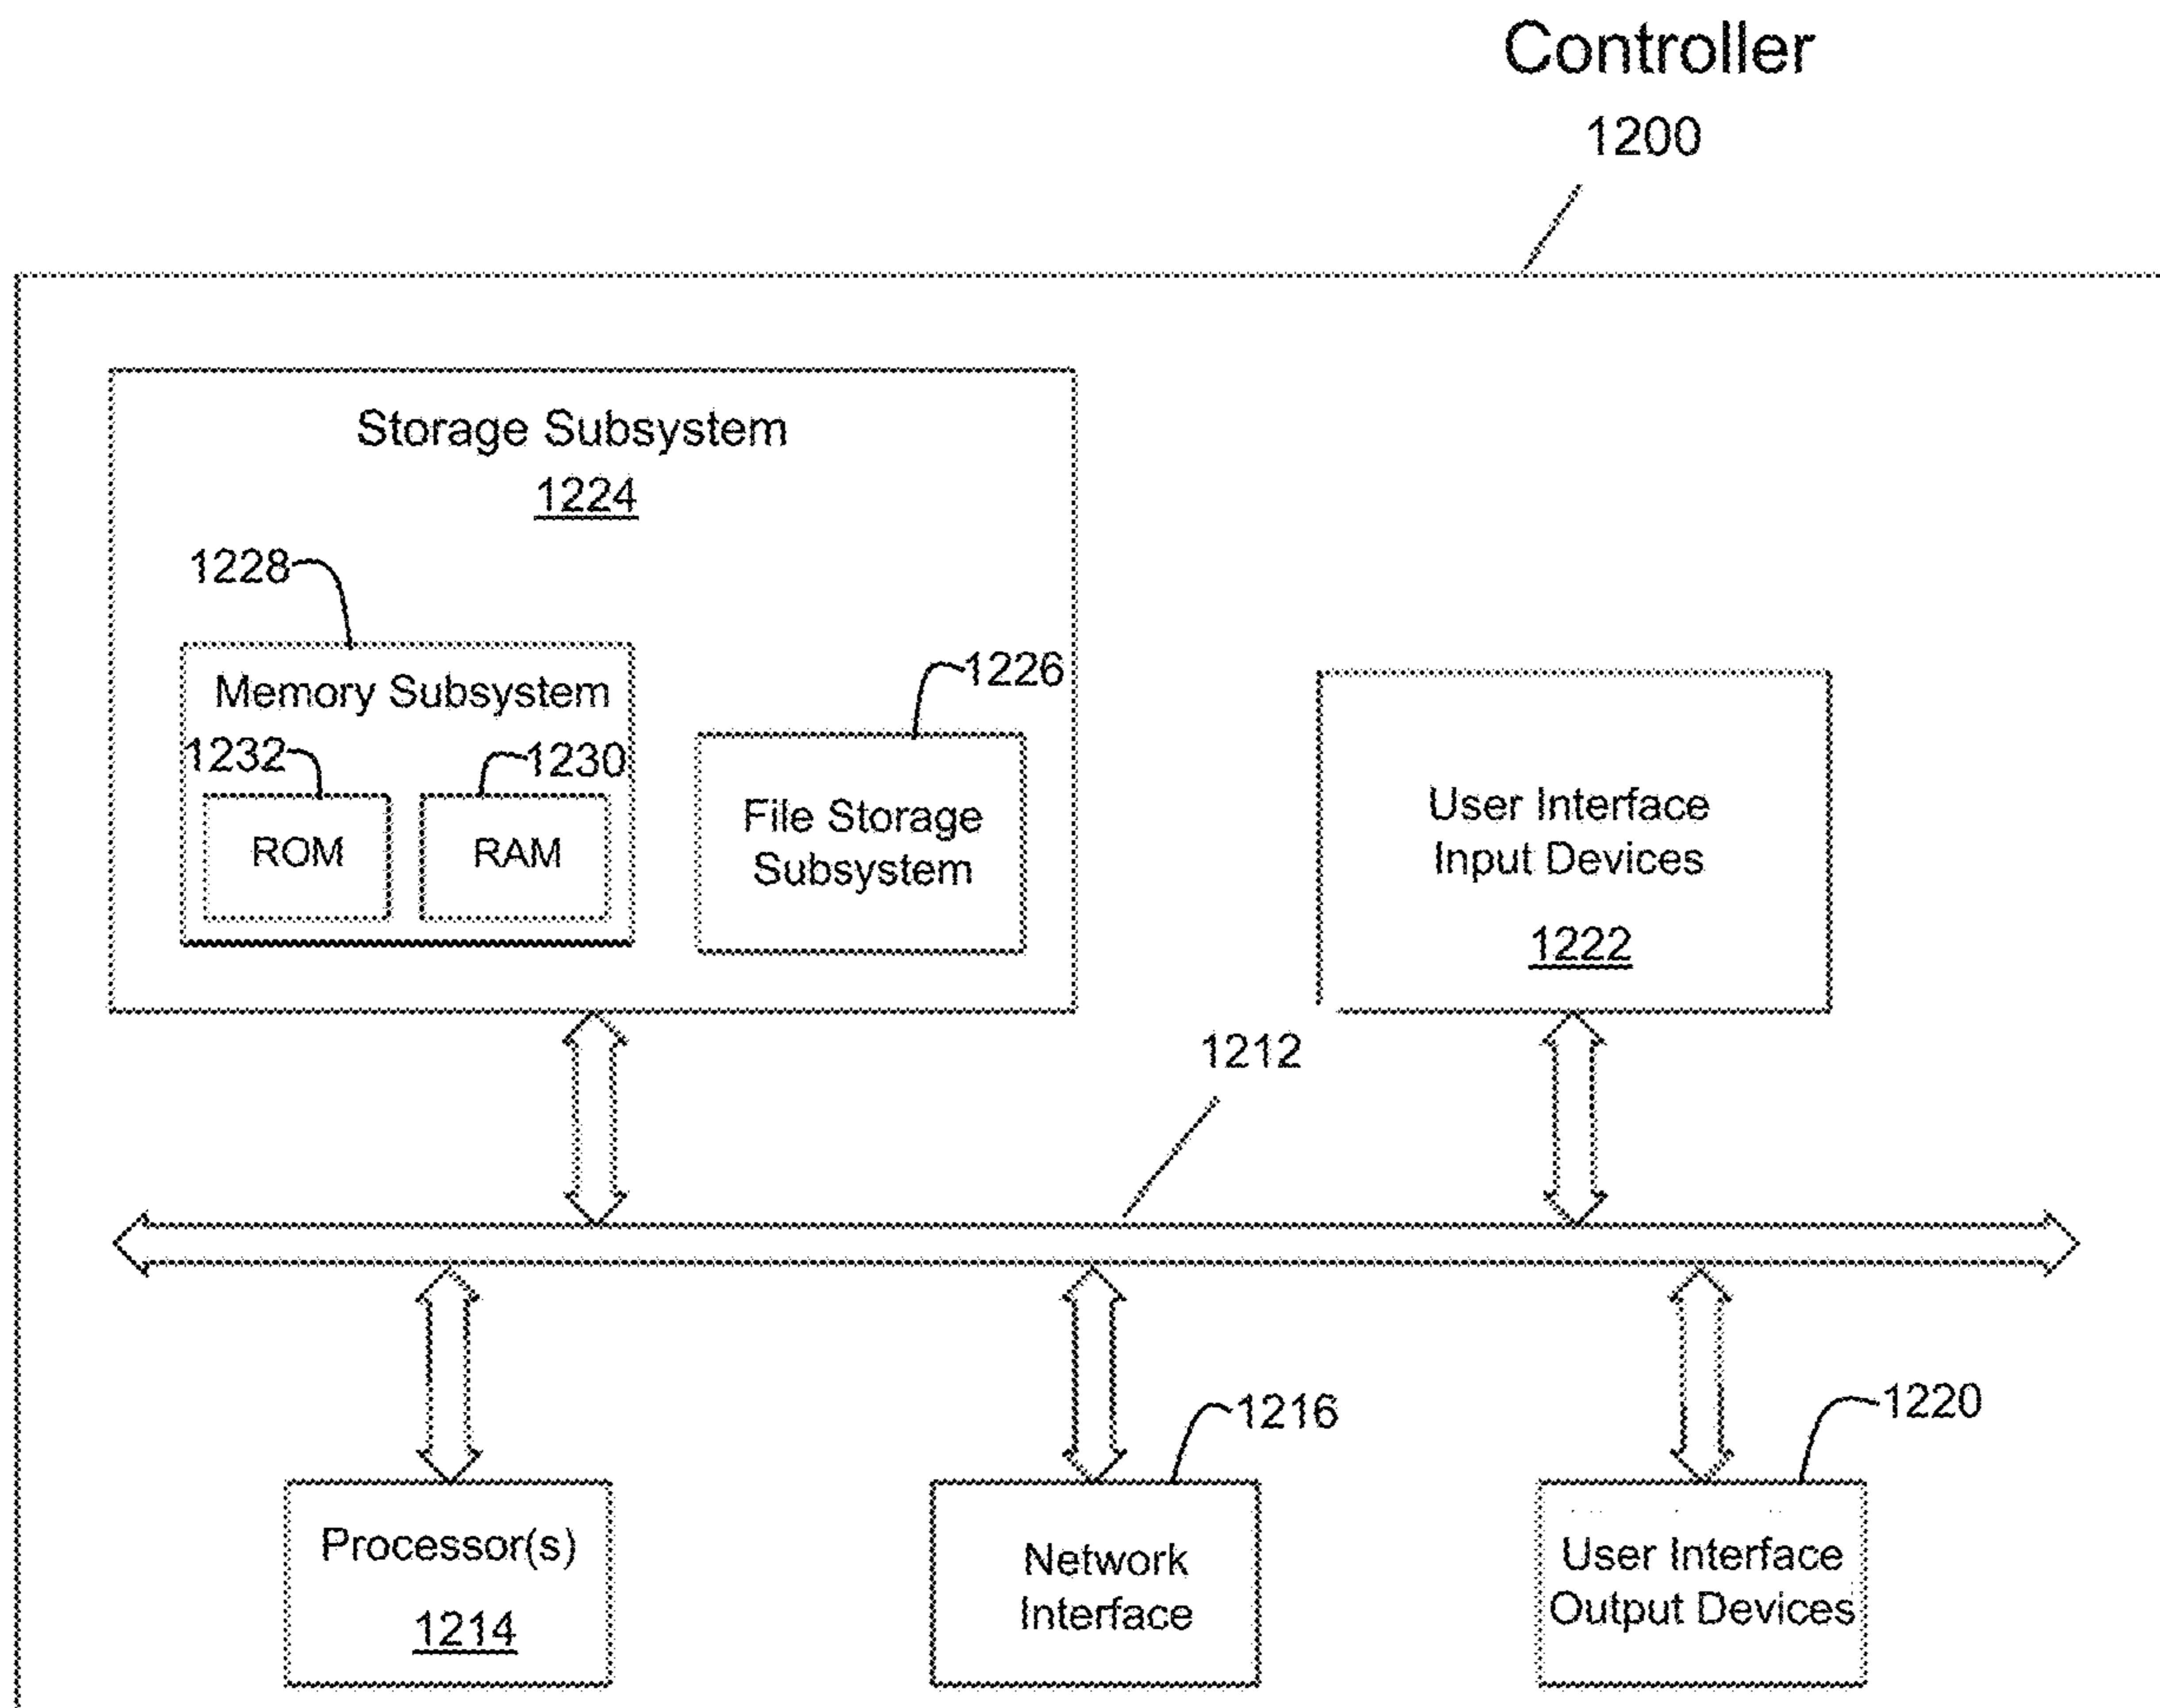 Controller
1200
Storage Subsystem
1224
1228
Memory Subsystem
1232
1230
ROM
RAM
1226
File Storage
Subsystem
User Interface
Input Devices
1222
1212
Processor(s)
1214
1216
Network
Interface
1220
User Interface
Output Devices